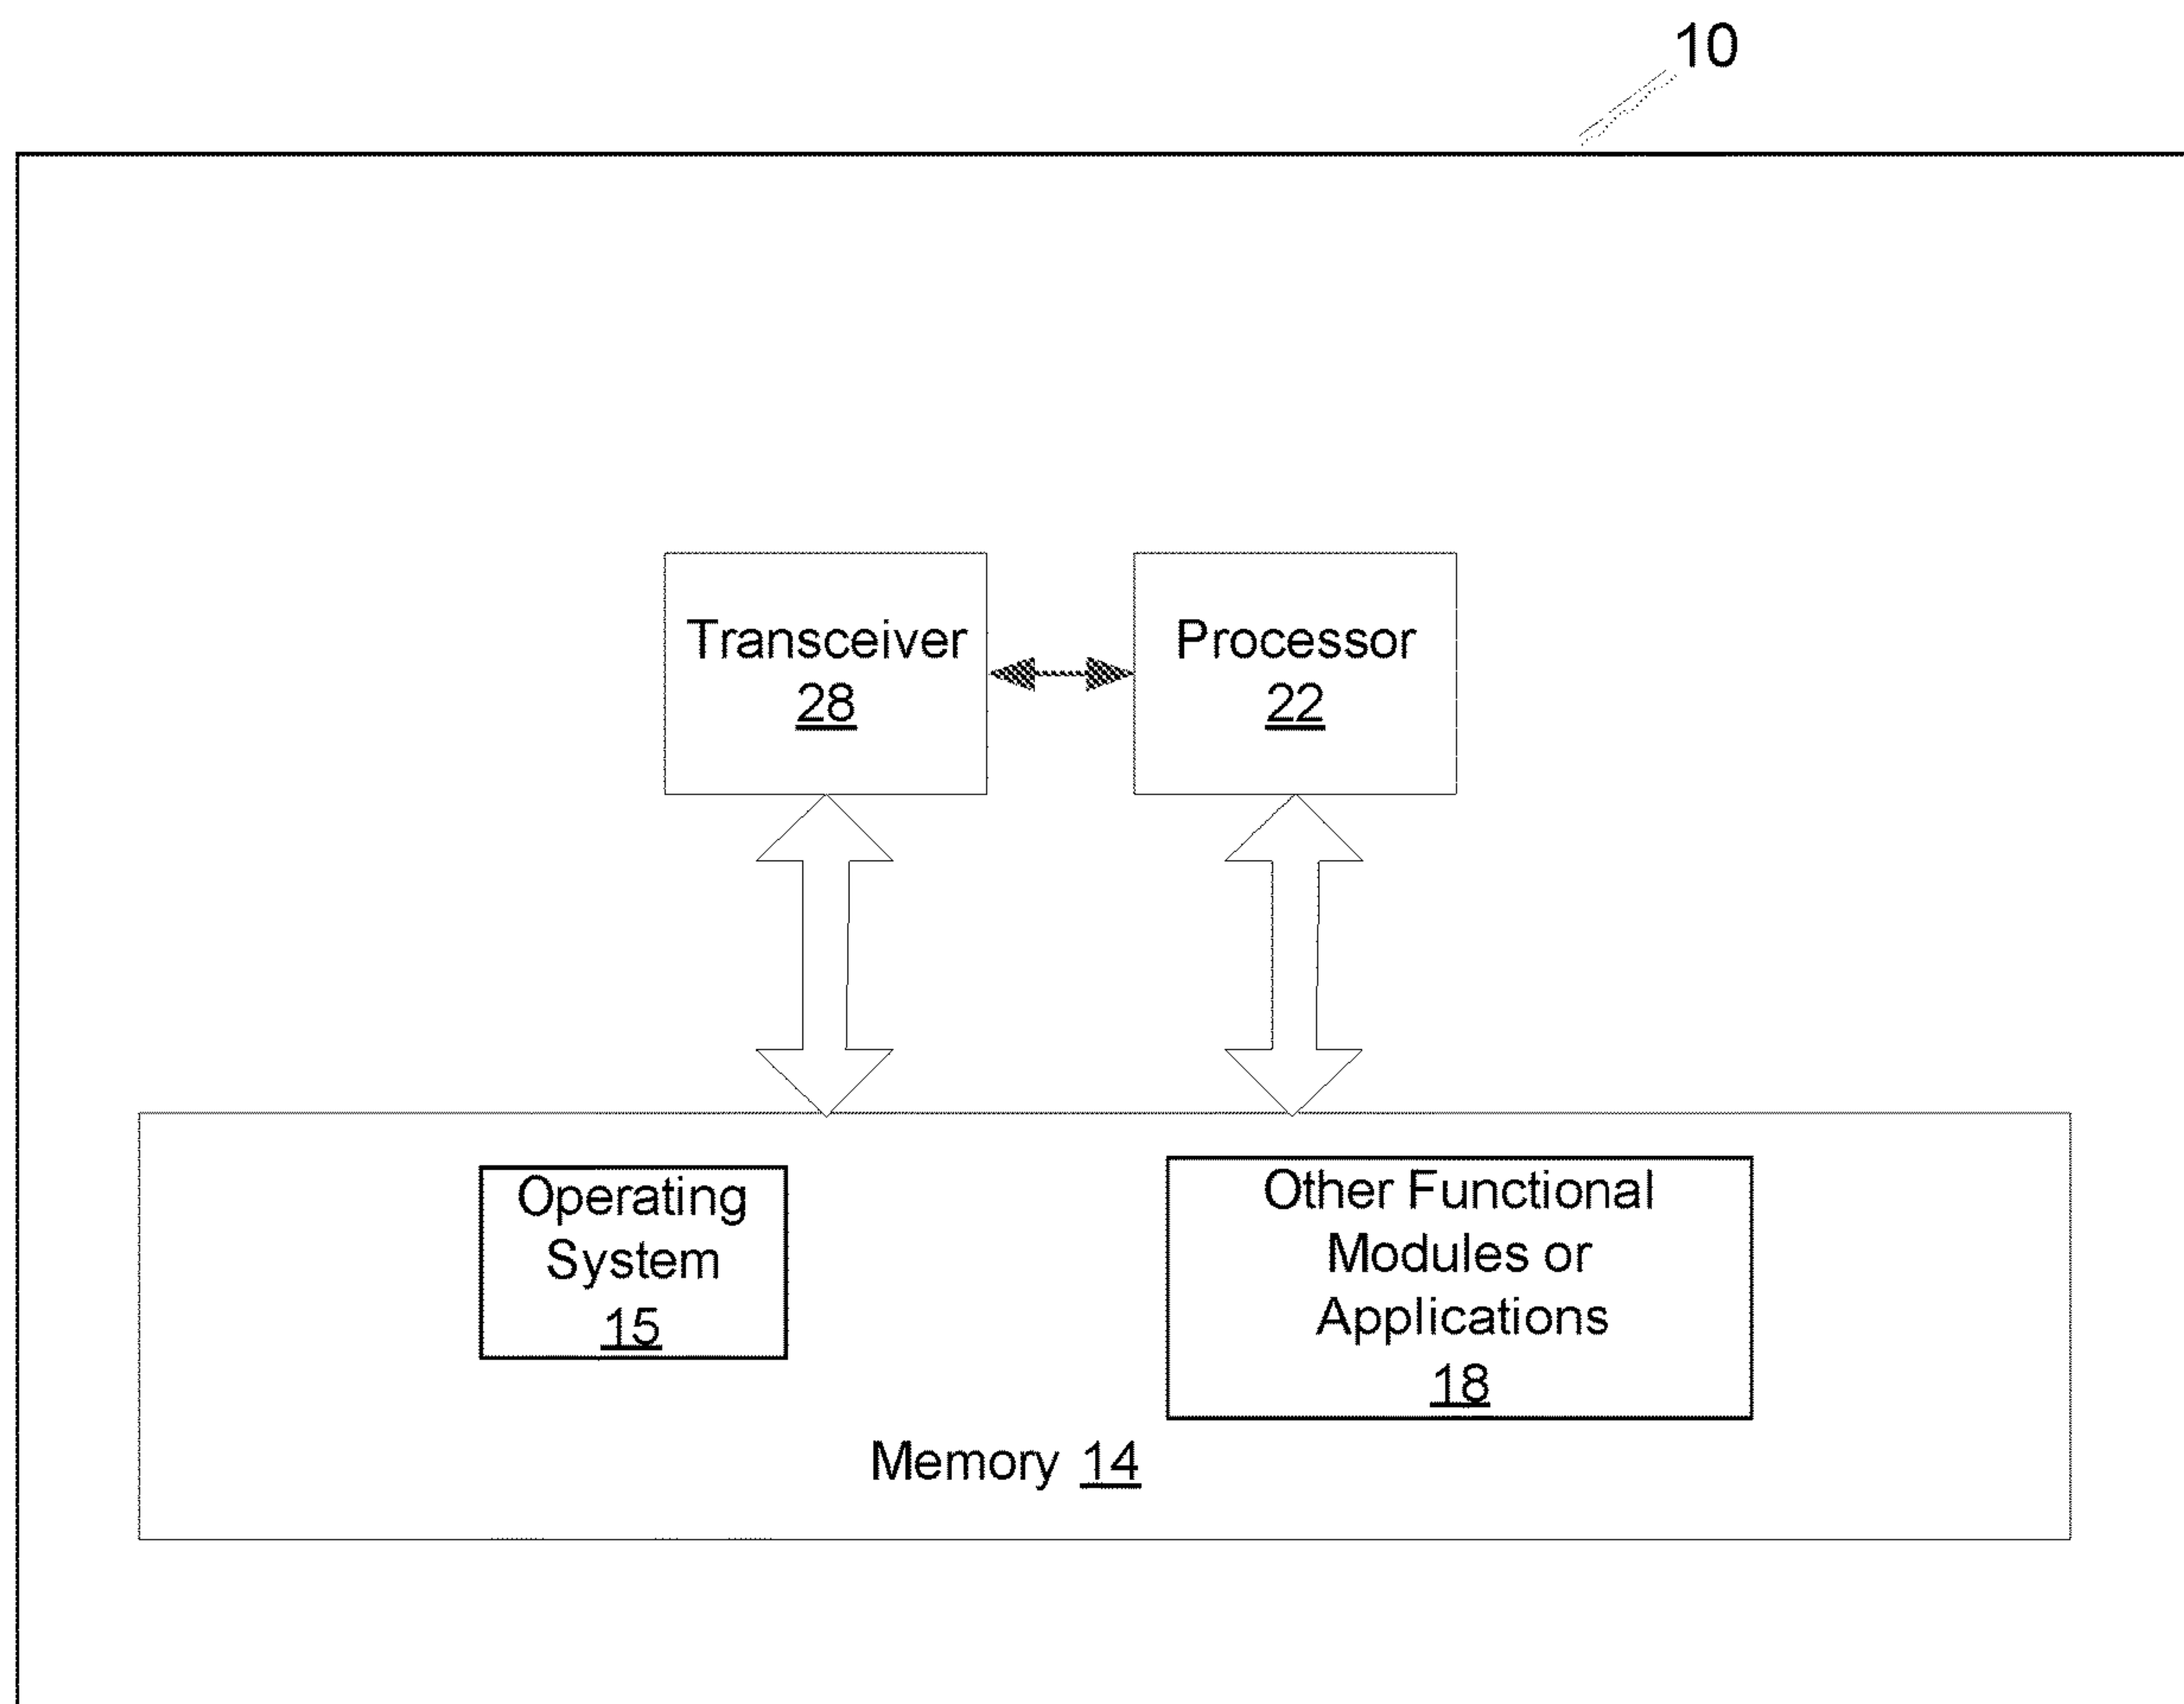 10
Transceiver
28
Processor
22
Operating
System
15
Other Functional
Modules or
Applications
18
Memory 14